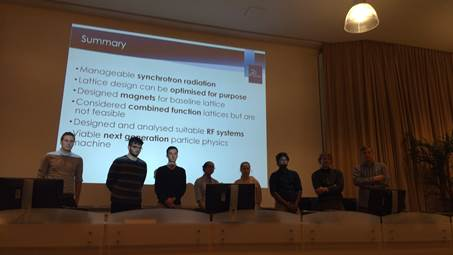 Summary
• Manageable synchrotron radiation
• Lattice design can be optimised for purpose
• Designed magnets for baseline lattice
• Considered combined function lattices but are
not feasible
• Designed and analysed suitable RF systems
Viable next generation particle physics
machine